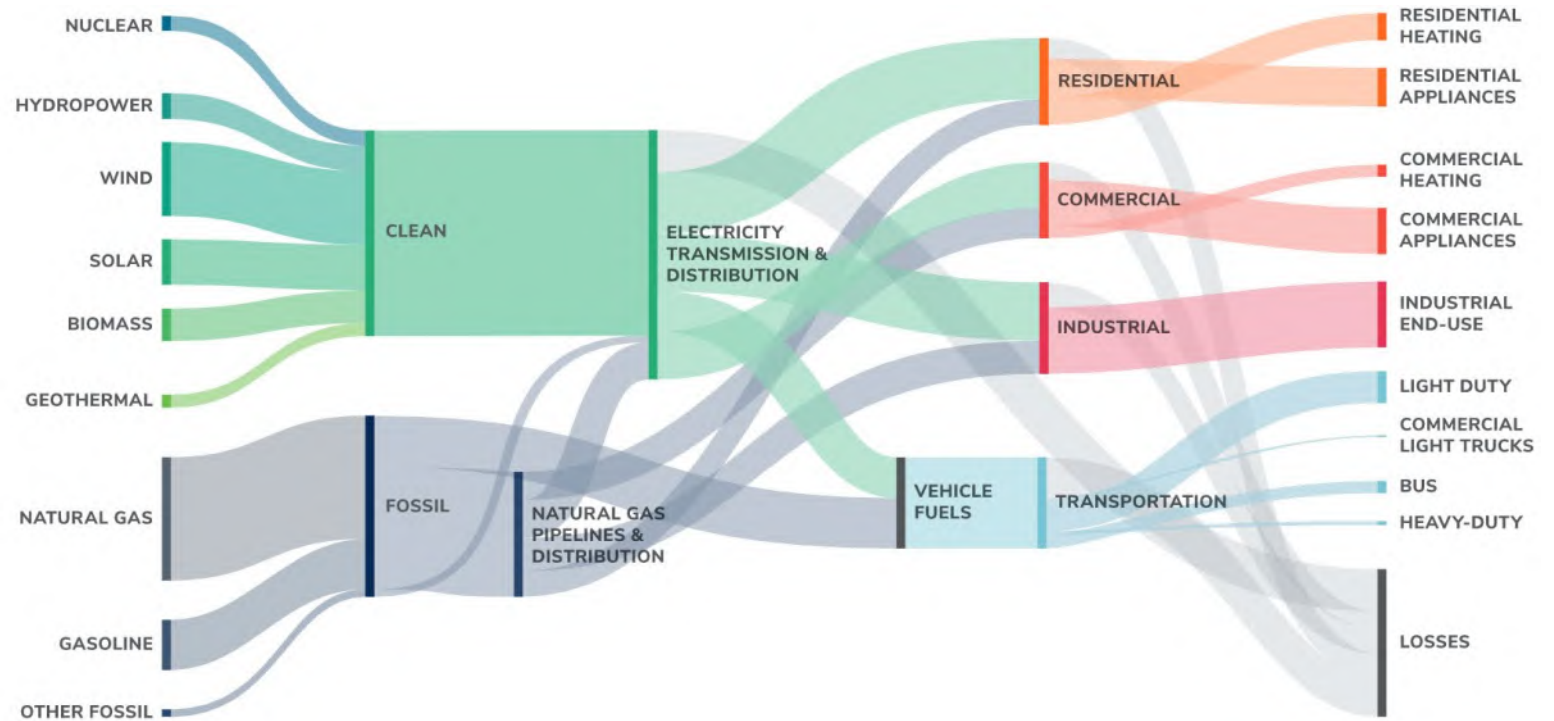 NUCLEAR
HYDROPOWER
WIND
SOLAR
BIOMASS
GEOTHERMAL
NATURAL GAS
GASOLINE
OTHER FOSSIL
CLEAN
FOSSIL
NATURAL GAS
PIPELINES &
DISTRIBUTION
ELECTRICITY
TRANSMISSION &
DISTRIBUTION
VEHICLE
FUELS
RESIDENTIAL
COMMERCIAL
INDUSTRIAL
TRANSPORTATION
RESIDENTIAL
HEATING
RESIDENTIAL
APPLIANCES
COMMERCIAL
HEATING
COMMERCIAL
APPLIANCES
INDUSTRIAL
END-USE
LIGHT DUTY
COMMERCIAL
LIGHT TRUCKS
BUS
HEAVY-DUTY
LOSSES